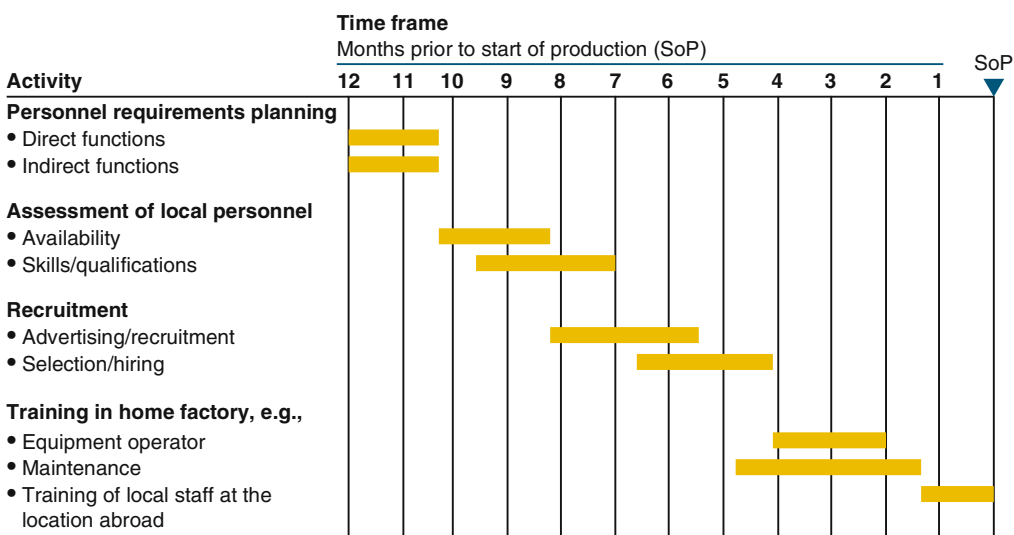 Time frame
Months prior to start of production (SoP)
SoP
Activity 12 11 10 9 8 7 6 5 4 3 2 1
Personnel requirements planning
• Direct functions
• Indirect functions
Assessment of local personnel
• Availability
• Skills/qualifications
Recruitment
• Advertising/recruitment
• Selection/hiring
Training in home factory, e.g.,
• Equipment operator
• Maintenance
• Training of local staff at the
location abroad